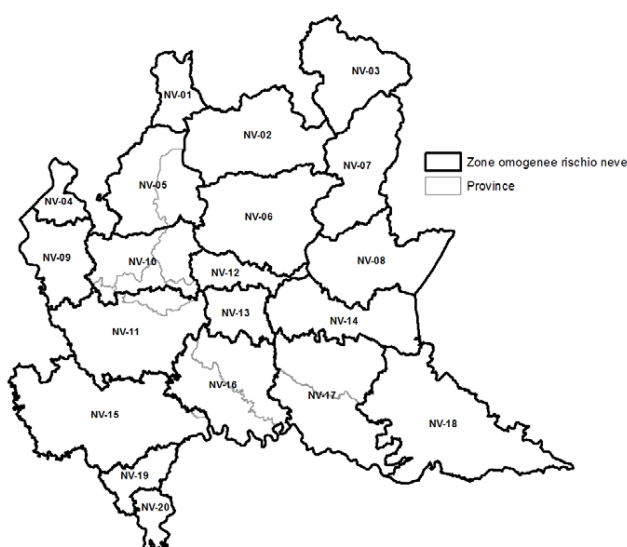 NV-03
NV-01
NV-02
Zone omogenee rischio neve
NV-07
Province
NV-05
NV-04
NV-06
NV-09
NV-10
NV-08
NV-12
NV-13
NV-14
NV-11
NV-16
NV-17
NV-15
NV-18
NV-19
NV-20